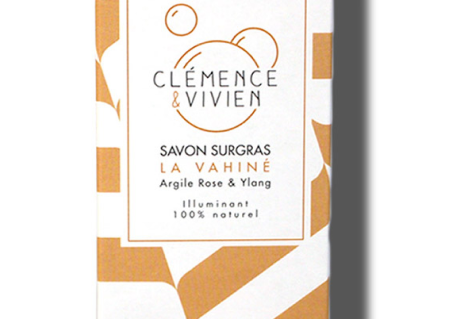 CLÉMENCE
& VIVIEN
SAVON SURGRAS
LA VAHINÉ
Argile Rose & Ylang
Illuminant
100% naturel